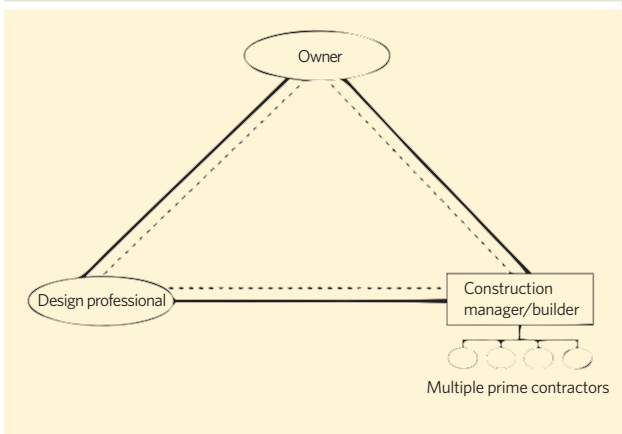 Owner
Design professional
Construction
manager/builder
Multiple prime contractors